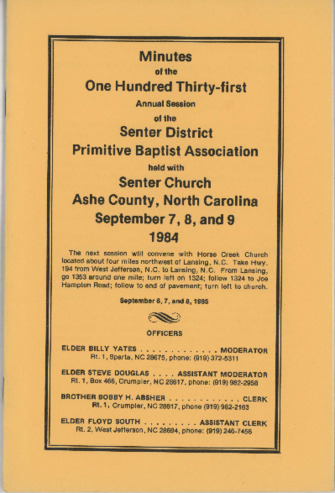 Minutes
of the
One Hundred Thirty-first
Annual Session
of the
Senter District
Primitive Baptist Association
held with
Senter Church
Ashe County, North Carolina
September 7, 8, and 9
1984
The next session will convene with Horse Creek Church
located about four miles northwest of Lansing, N.C. Take Hwy.
194 from West Jefferson, N.C. to Lansing, N.C. From Lansing,
go 1353 around one mile; turn left on 1324; follow 1324 to Joe
Hampton Road; follow to end of pavement; turn left to church.
September 6, 7, and 8, 1985
OFFICERS
ELDER BILLY YATES . . . . . . . . . . . . . MODERATOR
Rt. 1, Sparta, NC 28675, phone: (919) 372-5311
ELDER STEVE DOUGLAS . . . . ASSISTANT MODERATOR
Rt. 1, Box 466, Crumpler, NC 28617, phone: (919) 982-2958
BROTHER BOBBY H. ABSHER . . . . . . . . . . . . CLERK
Rt. 1, Crumpler, NC 28617, phone (919) 982-2163
ELDER FLOYD SOUTH . . . . . . . . . ASSISTANT CLERK
Rt. 2, West Jefferson, NC 28694, phone: (919) 246-7456